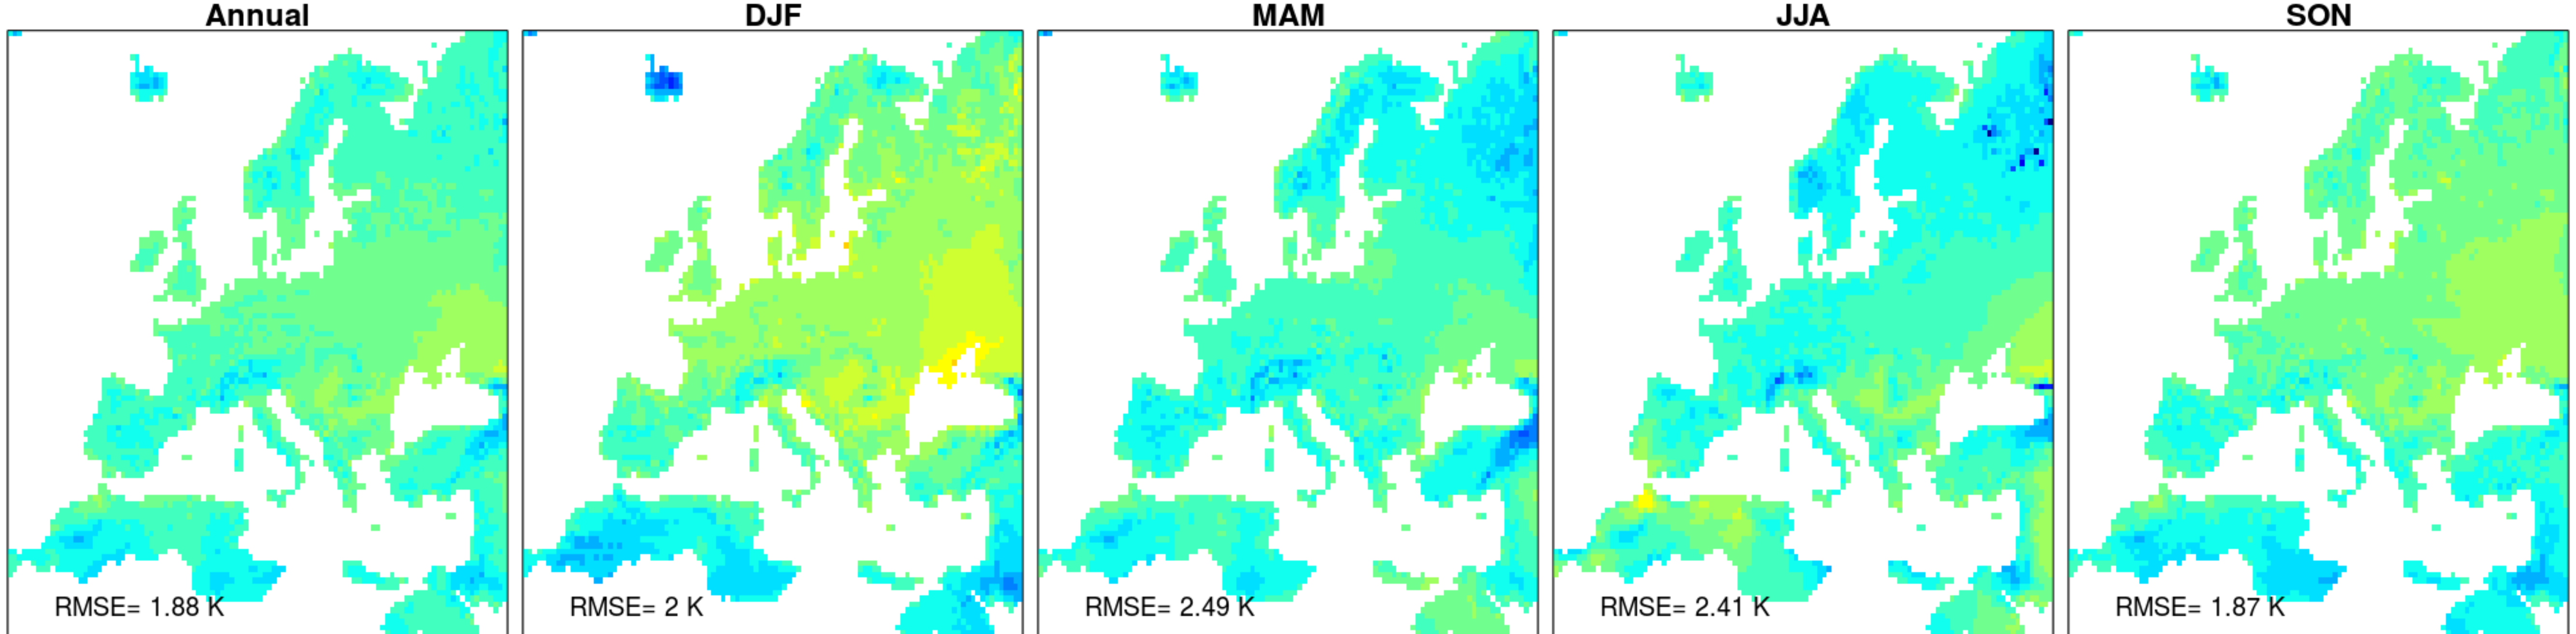 Annual DJF MAM JJA SON
RMSE= 1.88 K RMSE= 2 K RMSE= 2.49 K RMSE= 2.41 K RMSE= 1.87 K